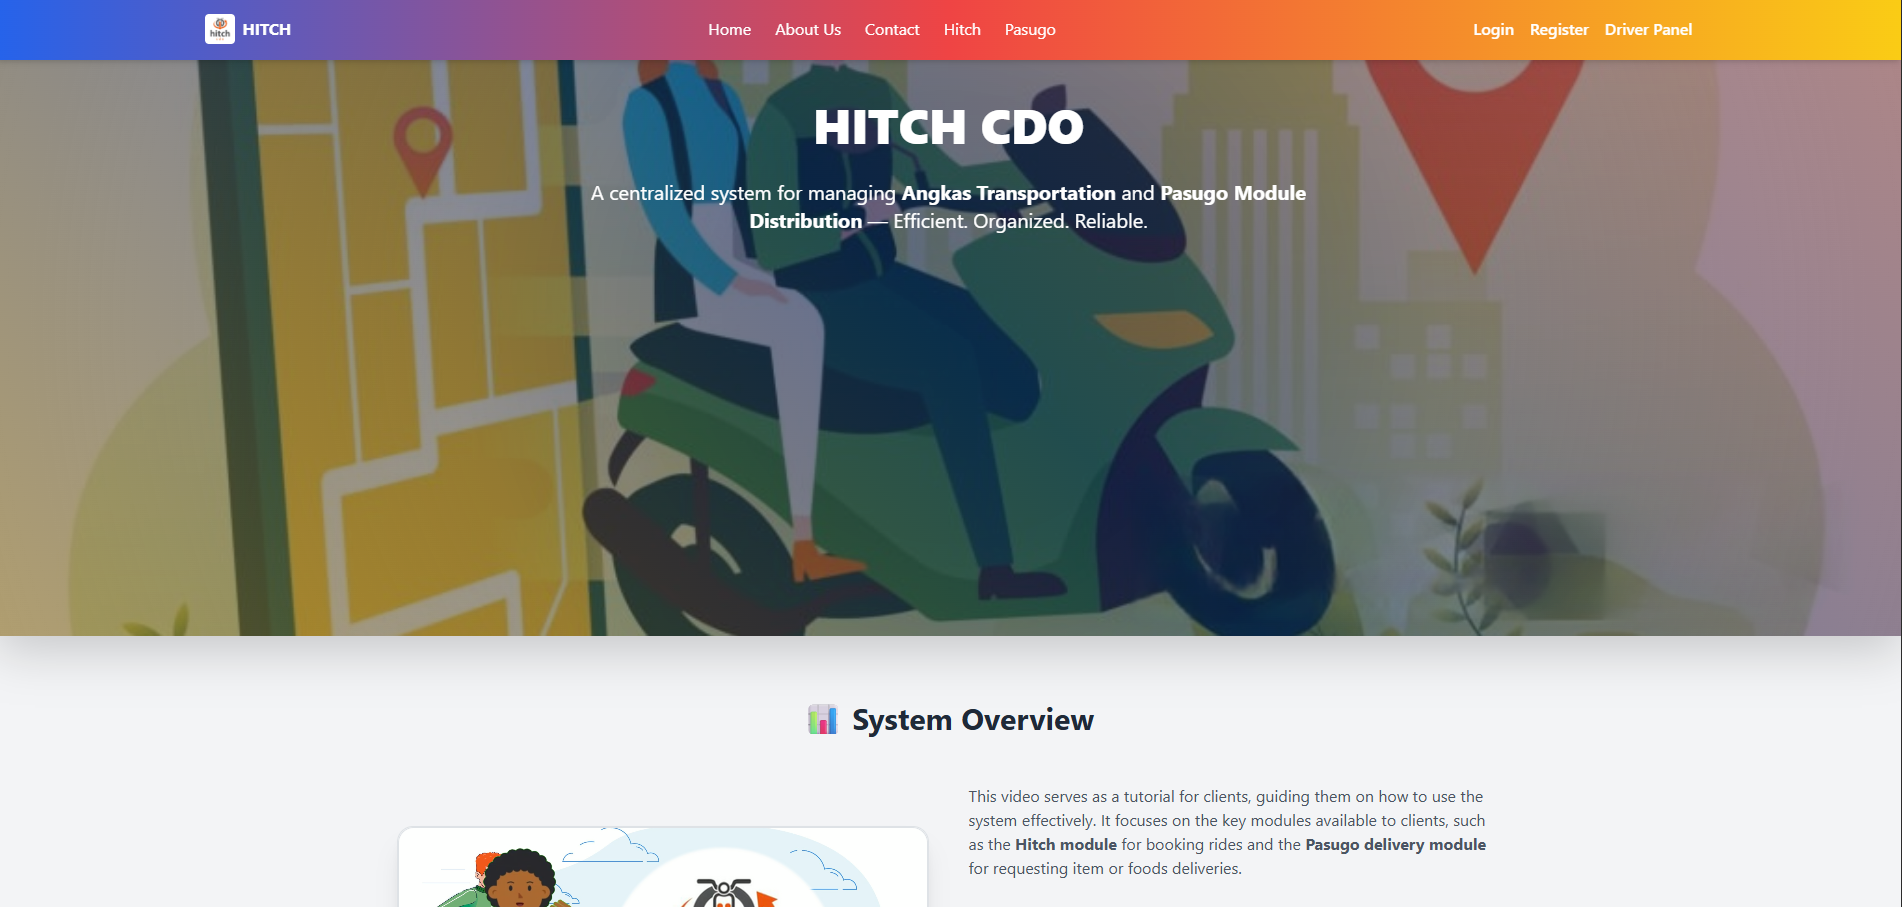 hitch
HITCH
Home
About Us
Contact
Hitch
Pasugo
Login
Register
Driver Panel
HITCH CDO
A centralized system for managing Angkas Transportation and Pasugo Module
Distribution — Efficient. Organized. Reliable.
System Overview
This video serves as a tutorial for clients, guiding them on how to use the
system effectively. It focuses on the key modules available to clients, such
as the Hitch module for booking rides and the Pasugo delivery module
for requesting item or foods deliveries.